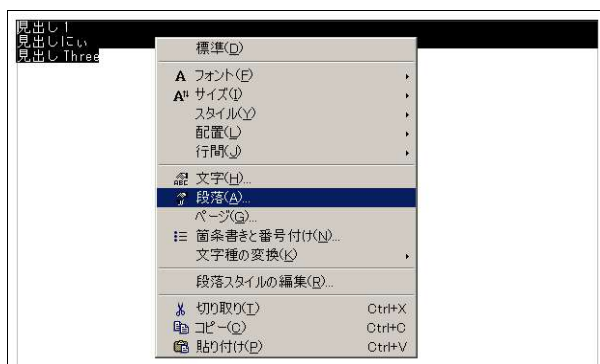 見出し 1
見出しにぃ
見出し Three
標準(D)
フォント(F)
サイズ(I)
スタイル(Y)
配置(L)
行間(J)
文字(H)...
段落(A)...
ページ(G)...
箇条書きと番号付け(N)...
文字種の変換(K)
段落スタイルの編集(R)...
切り取り(T) Ctrl+X
コピー(C) Ctrl+C
貼り付け(P) Ctrl+V